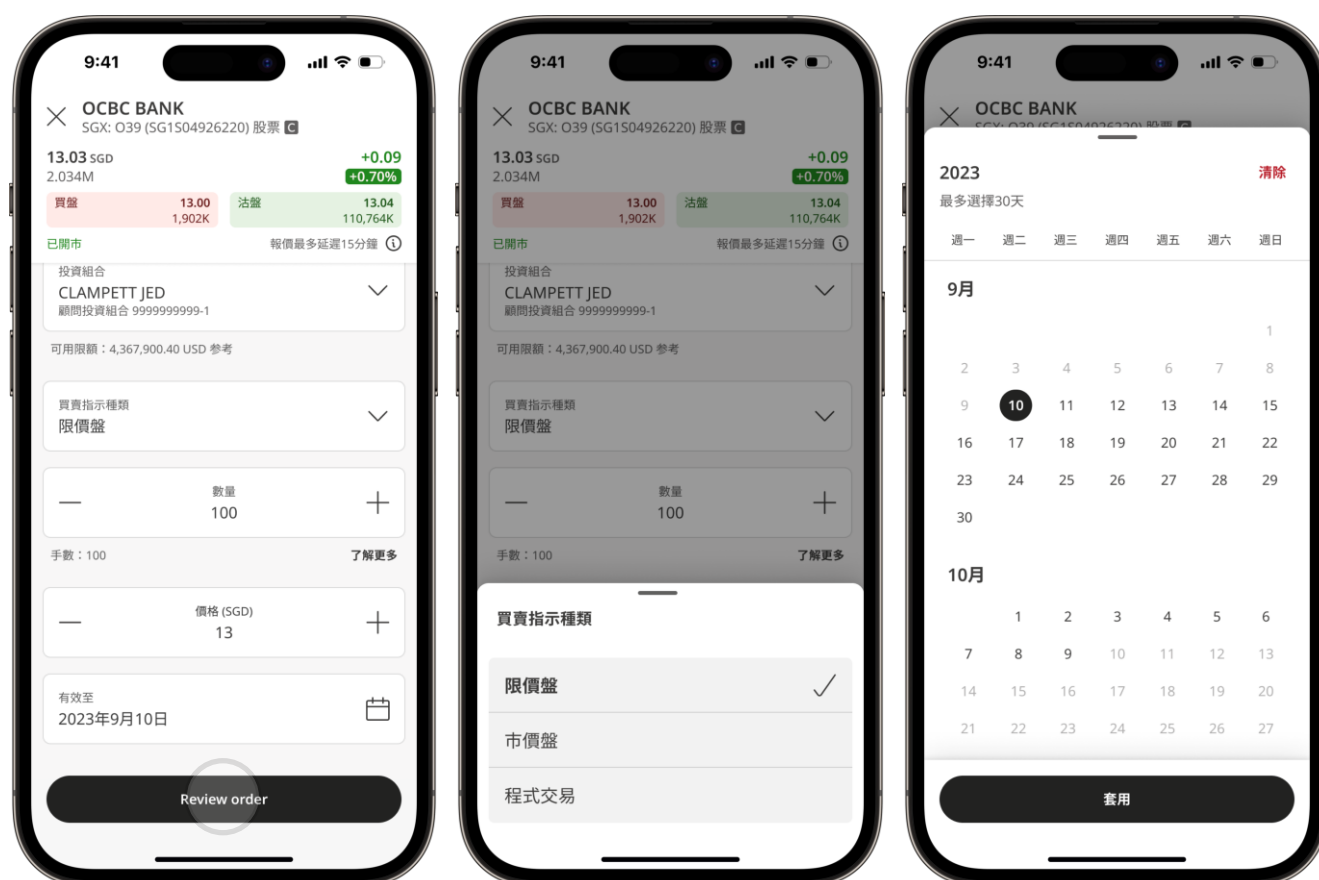 9:41
OCBC BANK
SGX: O39 (SG1S04926220) 股票 C
13.03 SGD
+0.09
2.034M
+0.70%
買盤
13.00
1,902K
沽盤
13.04
110,764K
已開市
報價最多延遲15分鐘
投資組合
CLAMPETT JED
顧問投資組合 9999999999-1
可用限額：4,367,900.40 USD 參考
買賣指示種類
限價盤
數量
100
手數：100
了解更多
價格 (SGD)
13
有效至
2023年9月10日
Review order
9:41
OCBC BANK
SGX: O39 (SG1S04926220) 股票 C
13.03 SGD
+0.09
2.034M
+0.70%
買盤
13.00
1,902K
沽盤
13.04
110,764K
已開市
報價最多延遲15分鐘
投資組合
CLAMPETT JED
顧問投資組合 9999999999-1
可用限額：4,367,900.40 USD 參考
買賣指示種類
限價盤
數量
100
手數：100
了解更多
買賣指示種類
限價盤
市價盤
程式交易
9:41
OCBC BANK
SGX: O39 (SG1S04926220) 股票 C
2023
清除
最多選擇30天
週一 週二 週三 週四 週五 週六 週日
9月
1
2 3 4 5 6 7 8
9 10 11 12 13 14 15
16 17 18 19 20 21 22
23 24 25 26 27 28 29
30
10月
1 2 3 4 5 6
7 8 9 10 11 12 13
14 15 16 17 18 19 20
21 22 23 24 25 26 27
套用